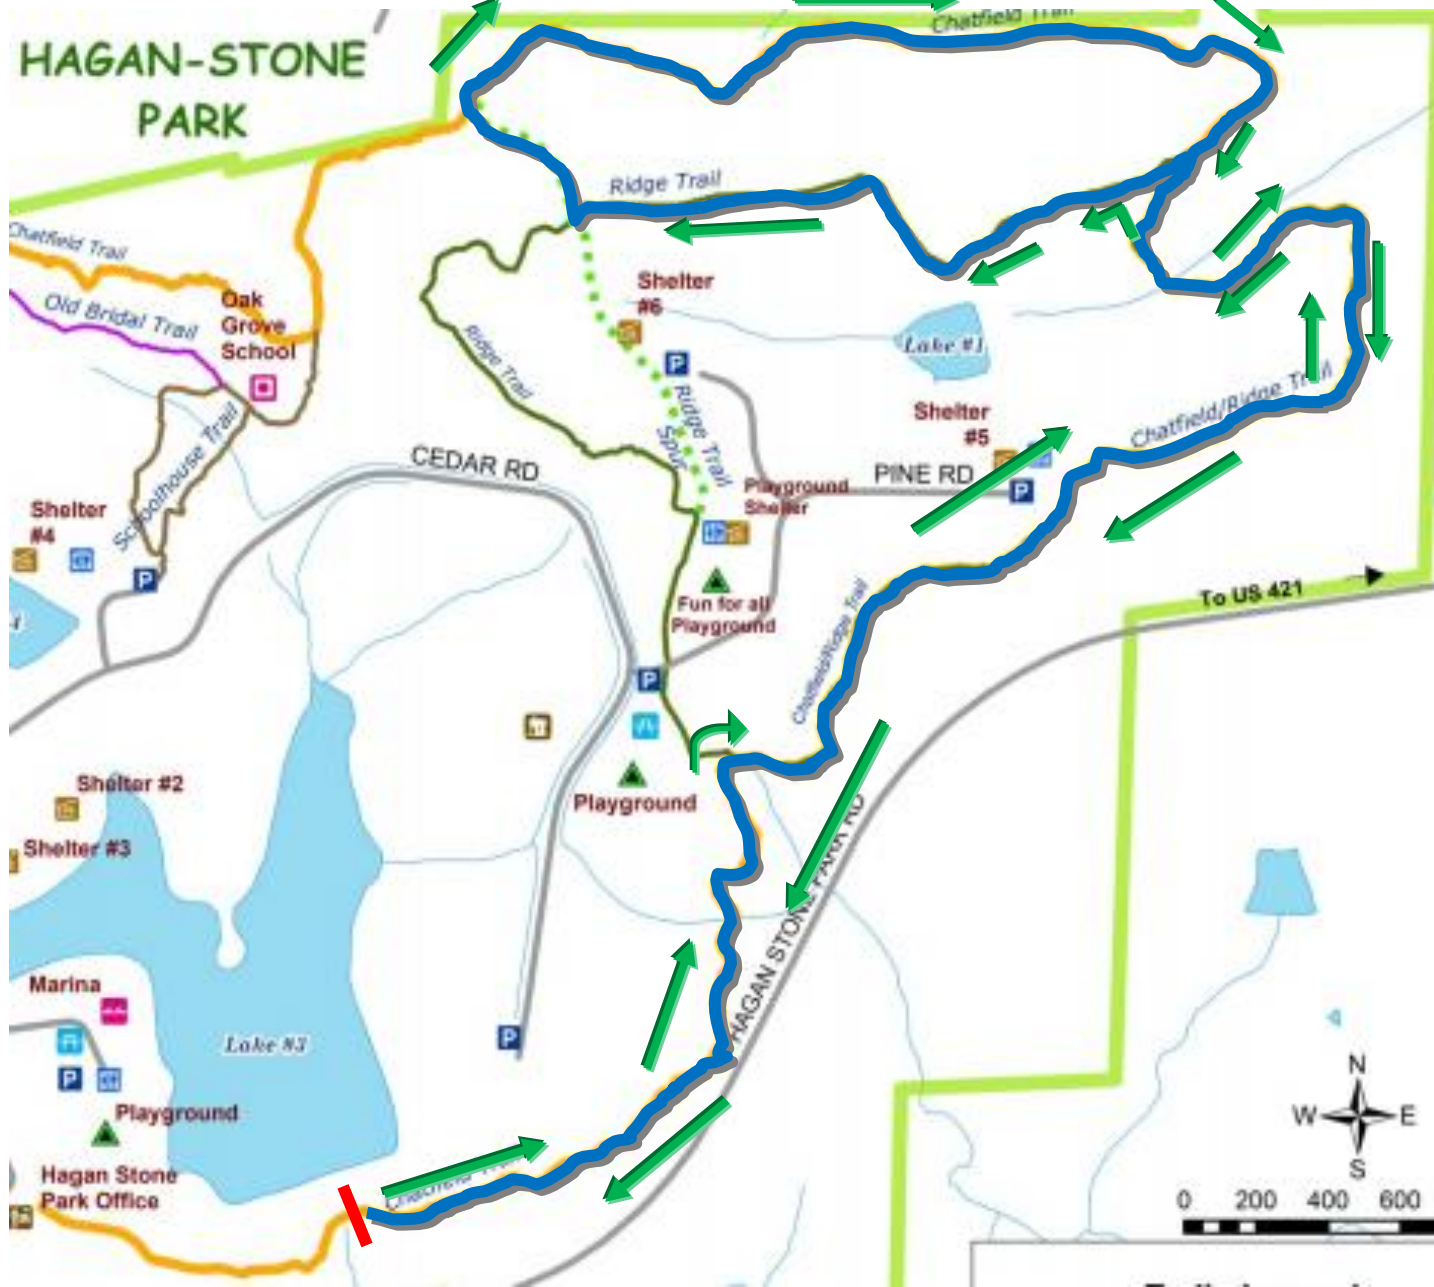 HAGAN-STONE
PARK
Chatfield Trail
Ridge Trail
Chatfield Trail
Old Bridal Trail
Oak
Grove
School
Shelter
#6
P
Ridge Trail
Lake #1
Ridge Trail
Spur
Shelter
#5
Chatfield/Ridge Trail
CEDAR RD
PINE RD
P
Schoolhouse Trail
Playground
Shelter
Shelter
#4
P
Fun for all
Playground
To US 421
Chatfield/Ridge Trail
P
Shelter #2
Playground
Shelter #3
HAGAN STONE PARK RD
Marina
Lake #3
P
P
Playground
Hagan Stone
Park Office
Chatfield Trail
N
W E
S
0 200 400 600